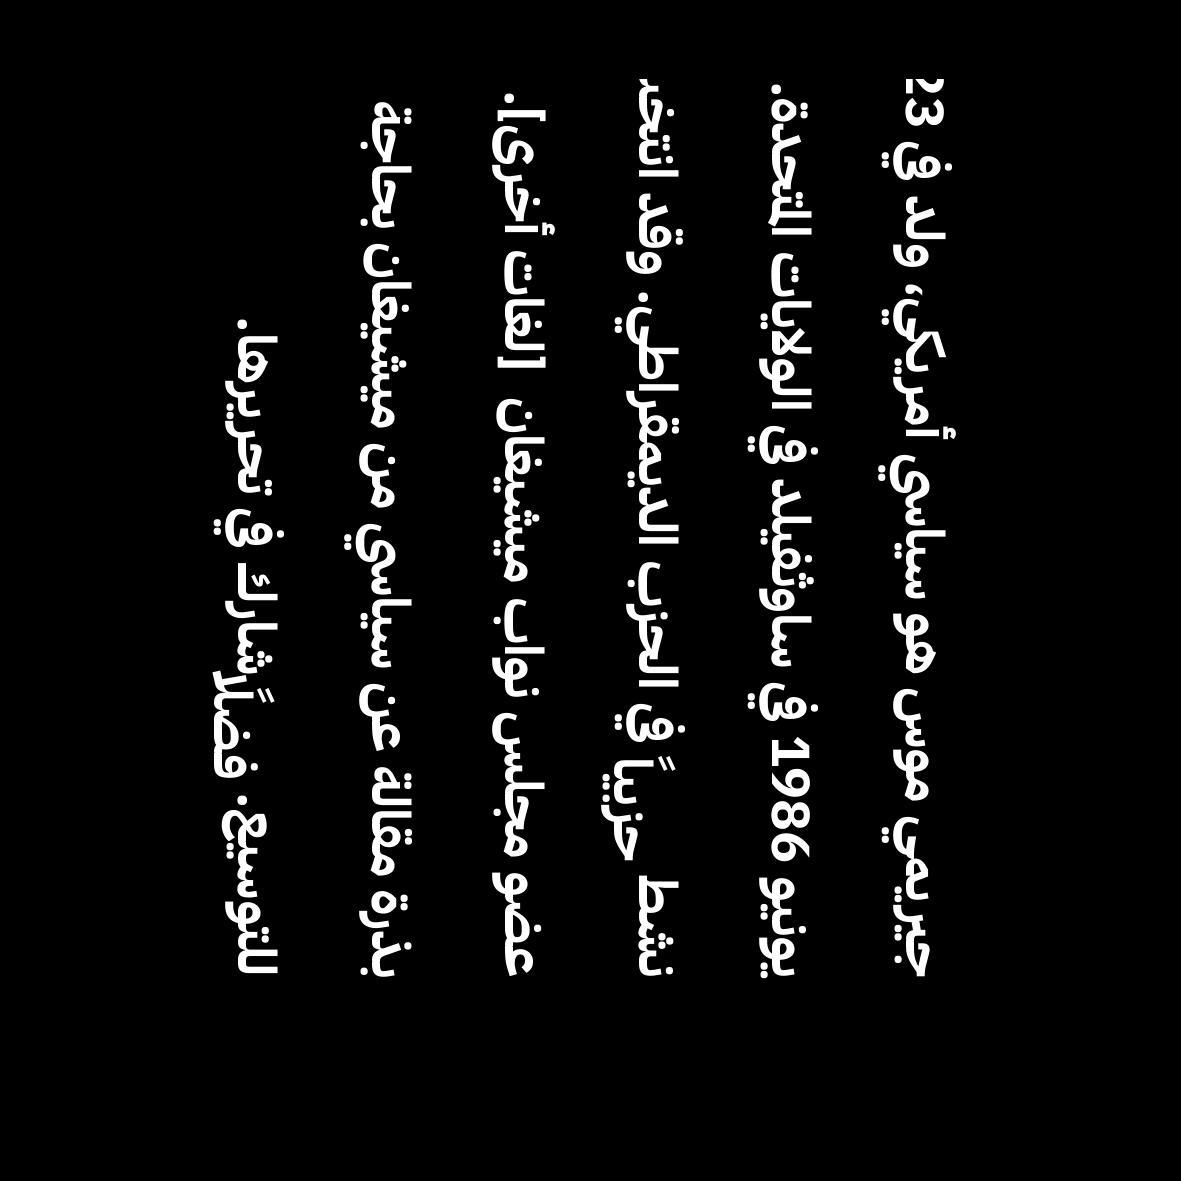 جيريمي موس هو سياسي أمريكي، ولد في 23
يونيو 1986 في ساوثفيلد في الولايات المتحدة.
نشط حزبياً في الحزب الديمقراطي. وقد
عضو مجلس نواب ميشيغان [لغات أخرى].
بذرة مقالة عن سياسي من ميشيغان بحاجة
للتوسيع. فضلًا شارك في تحريرها.